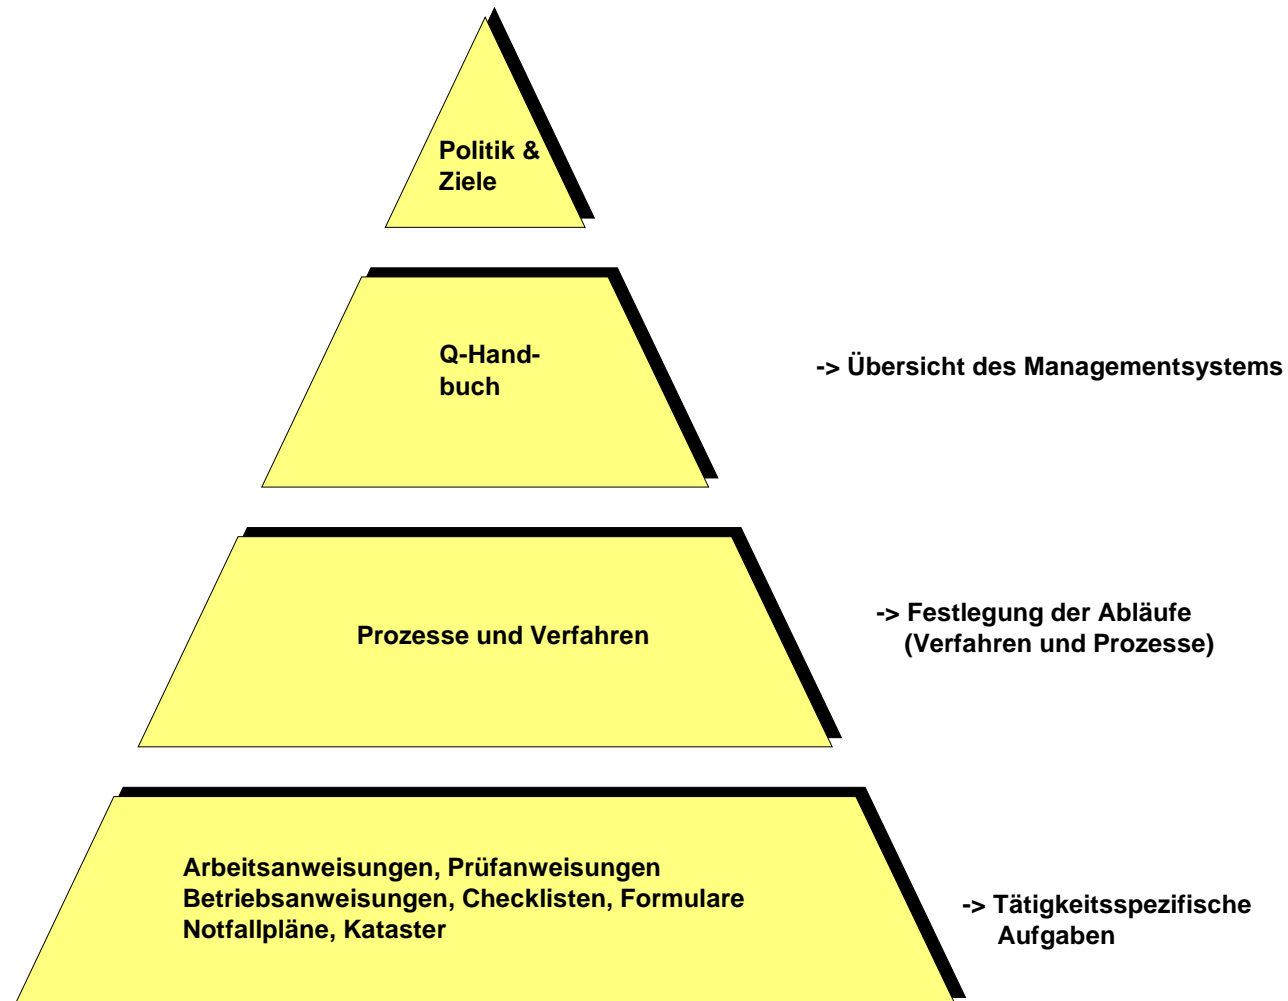 Politik &
Ziele
Q-Hand-
buch
-> Übersicht des Managementsystems
Prozesse und Verfahren
-> Festlegung der Abläufe
(Verfahren und Prozesse)
Arbeitsanweisungen, Prüfanweisungen
Betriebsanweisungen, Checklisten, Formulare
Notfallpläne, Kataster
-> Tätigkeitsspezifische
Aufgaben